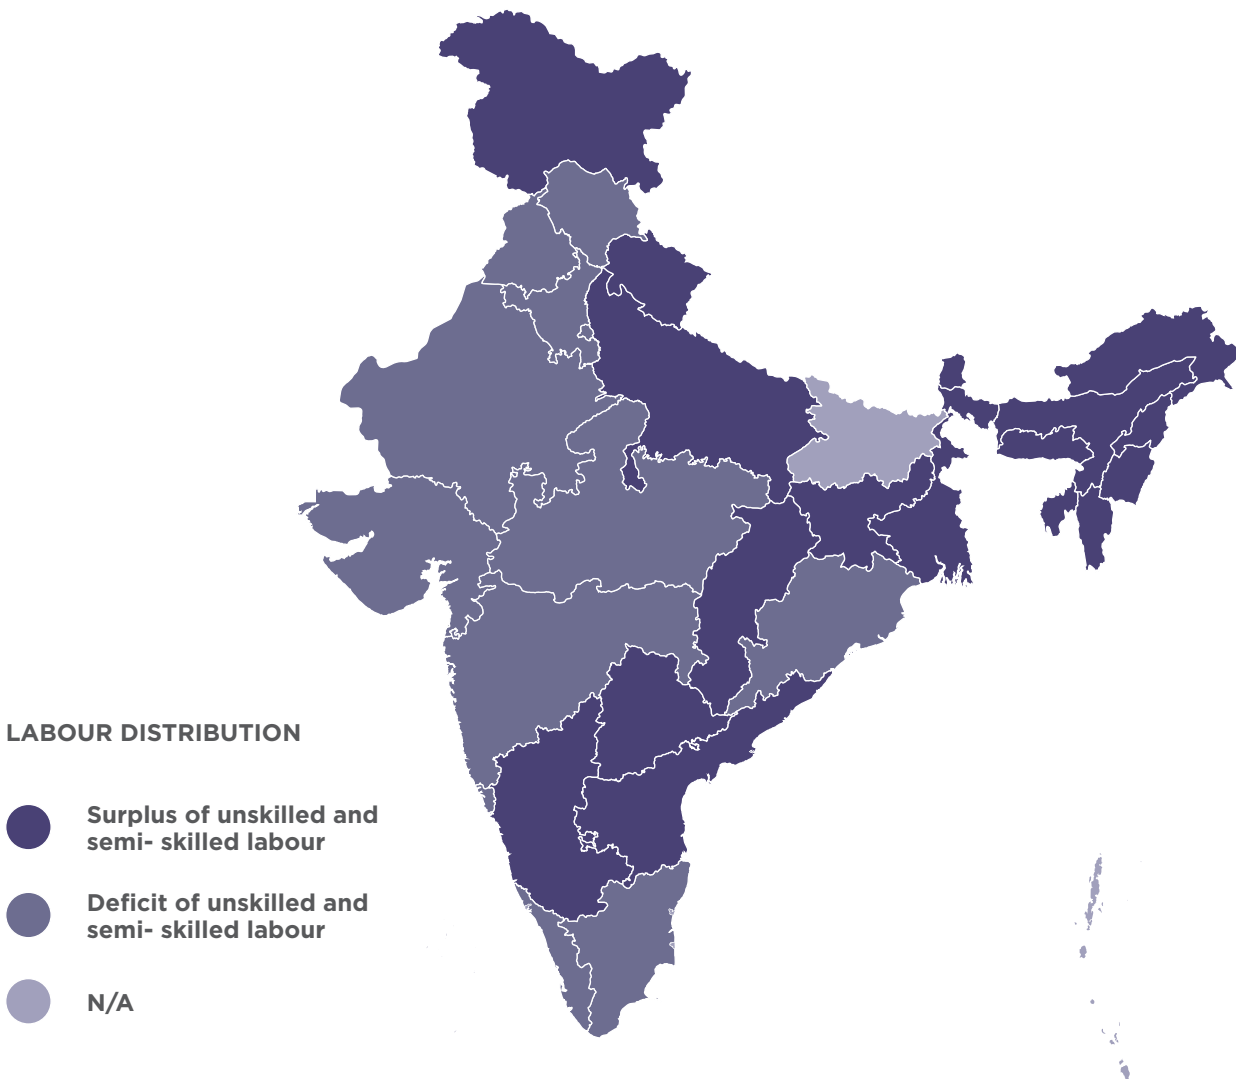 LABOUR DISTRIBUTION
Surplus of unskilled and
semi- skilled labour
Deficit of unskilled and
semi- skilled labour
N/A